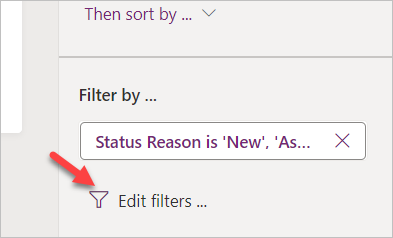 Then sort by ...
Filter by ...
Status Reason is 'New', 'As...
Edit filters ...